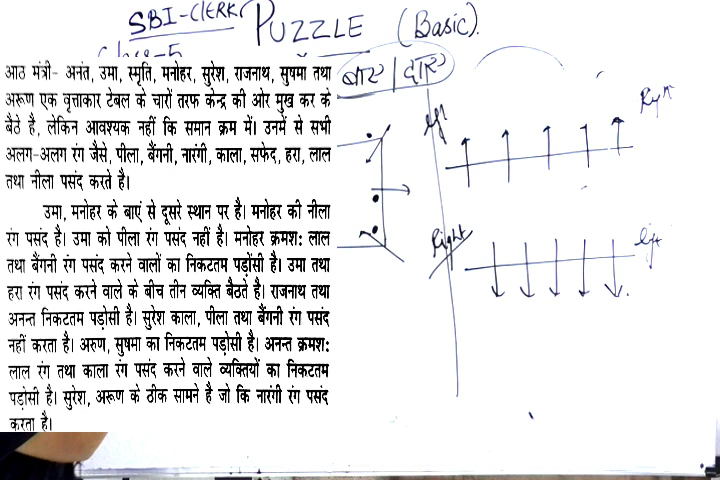 SBI-CLERK
PUZZLE (Basic).
Class-5
आठ मंत्री- अनंत, उमा, स्मृति, मनोहर, सुरेश, राजनाथ, सुषमा तथा
अरूण एक वृत्ताकार टेबल के चारों तरफ केन्द्र की ओर मुख कर के
बैठे है, लेकिन आवश्यक नहीं कि समान क्रम में। उनमें से सभी
अलग-अलग रंग जैसे, पीला, बैंगनी, नारंगी, काला, सफेद, हरा, लाल
तथा नीला पसंद करते है।
उमा, मनोहर के बाएं से दूसरे स्थान पर है। मनोहर की नीला
रंग पसंद है। उमा को पीला रंग पसंद नहीं है। मनोहर क्रमश: लाल
तथा बैंगनी रंग पसंद करने वालों का निकटतम पड़ोंसी है। उमा तथा
हरा रंग पसंद करने वाले के बीच तीन व्यक्ति बैठते है। राजनाथ तथा
अनन्त निकटतम पड़ोसी है। सुरेश काला, पीला तथा बैंगनी रंग पसंद
नहीं करता है। अरुण, सुषमा का निकटतम पड़ोसी है। अनन्त क्रमश:
लाल रंग तथा काला रंग पसंद करने वाले व्यक्तियों का निकटतम
पड़ोसी है। सुरेश, अरूण के ठीक सामने है जो कि नारंगी रंग पसंद
करता है।
Right
Right
left